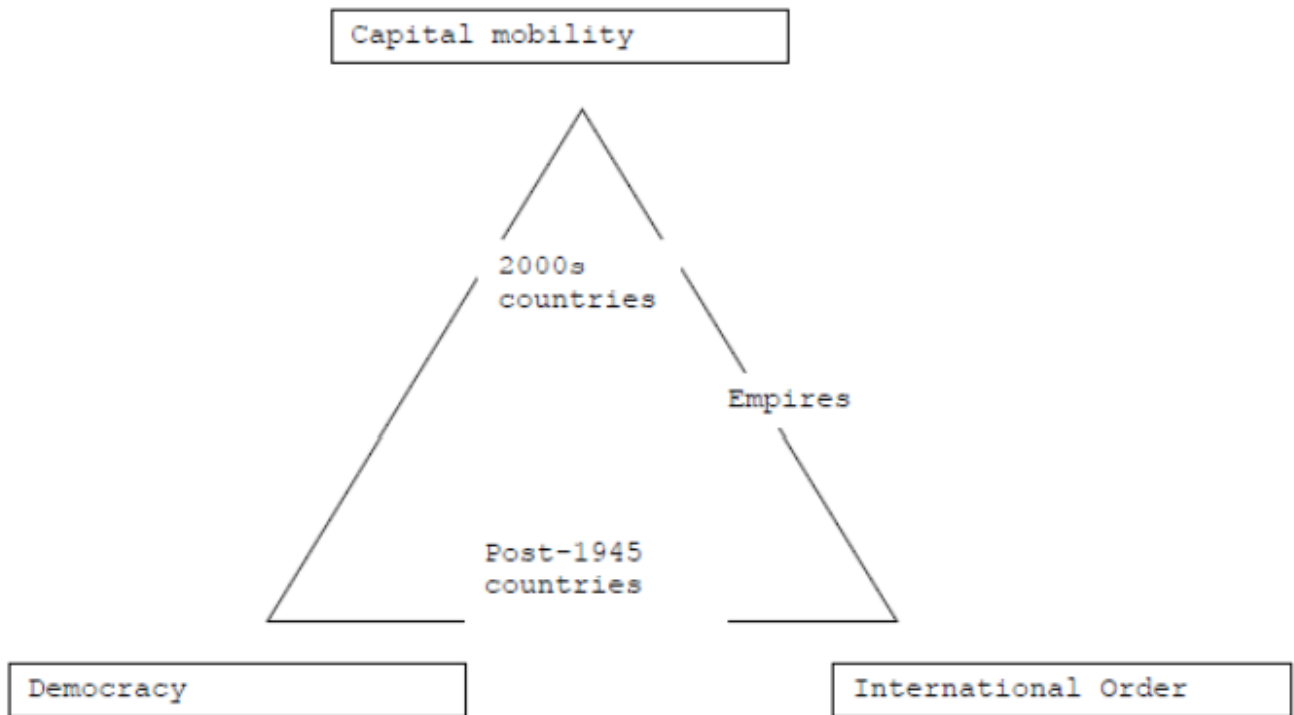 Capital mobility
2000s
countries
Empires
Post-1945
countries
Democracy
International Order